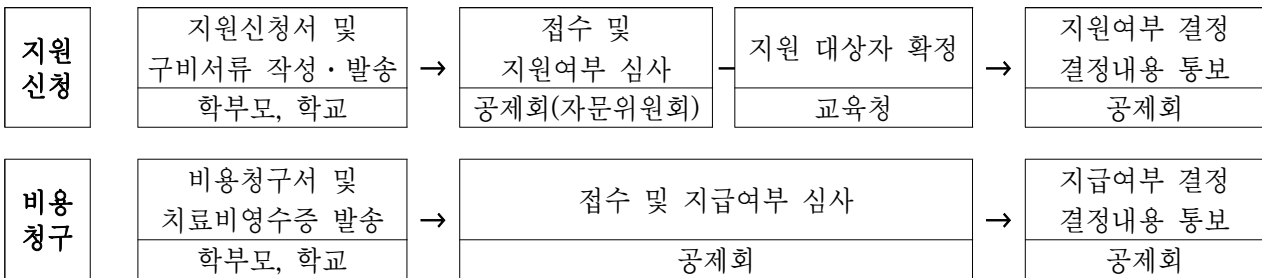 지원
신청
지원신청서 및
구비서류 작성·발송
학부모, 학교
→
접수 및
지원여부 심사
공제회(자문위원회)
–
지원 대상자 확정
교육청
→
지원여부 결정
결정내용 통보
공제회
비용
청구
비용청구서 및
치료비영수증 발송
학부모, 학교
→
접수 및 지급여부 심사
공제회
→
지급여부 결정
결정내용 통보
공제회